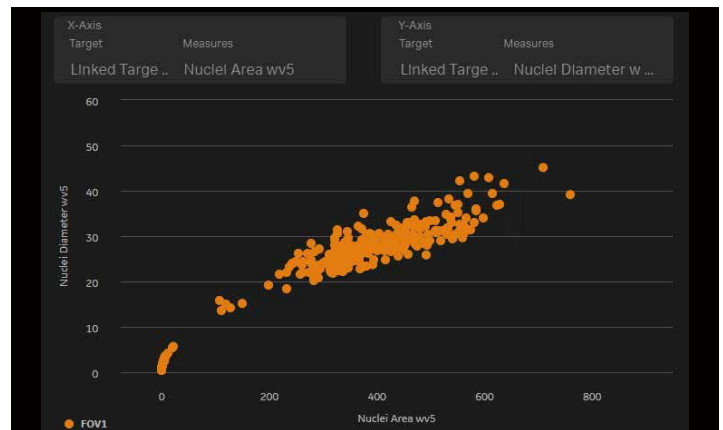 X-Axis
Target Measures
Linked Targe .. Nuclei Area wv5
Y-Axis
Target Measures
Linked Targe .. Nuclei Diameter w ...
60
50
40
30
20
10
0
Nuclei Diameter wv5
0 200 400 600 800
Nuclei Area wv5
FOV1